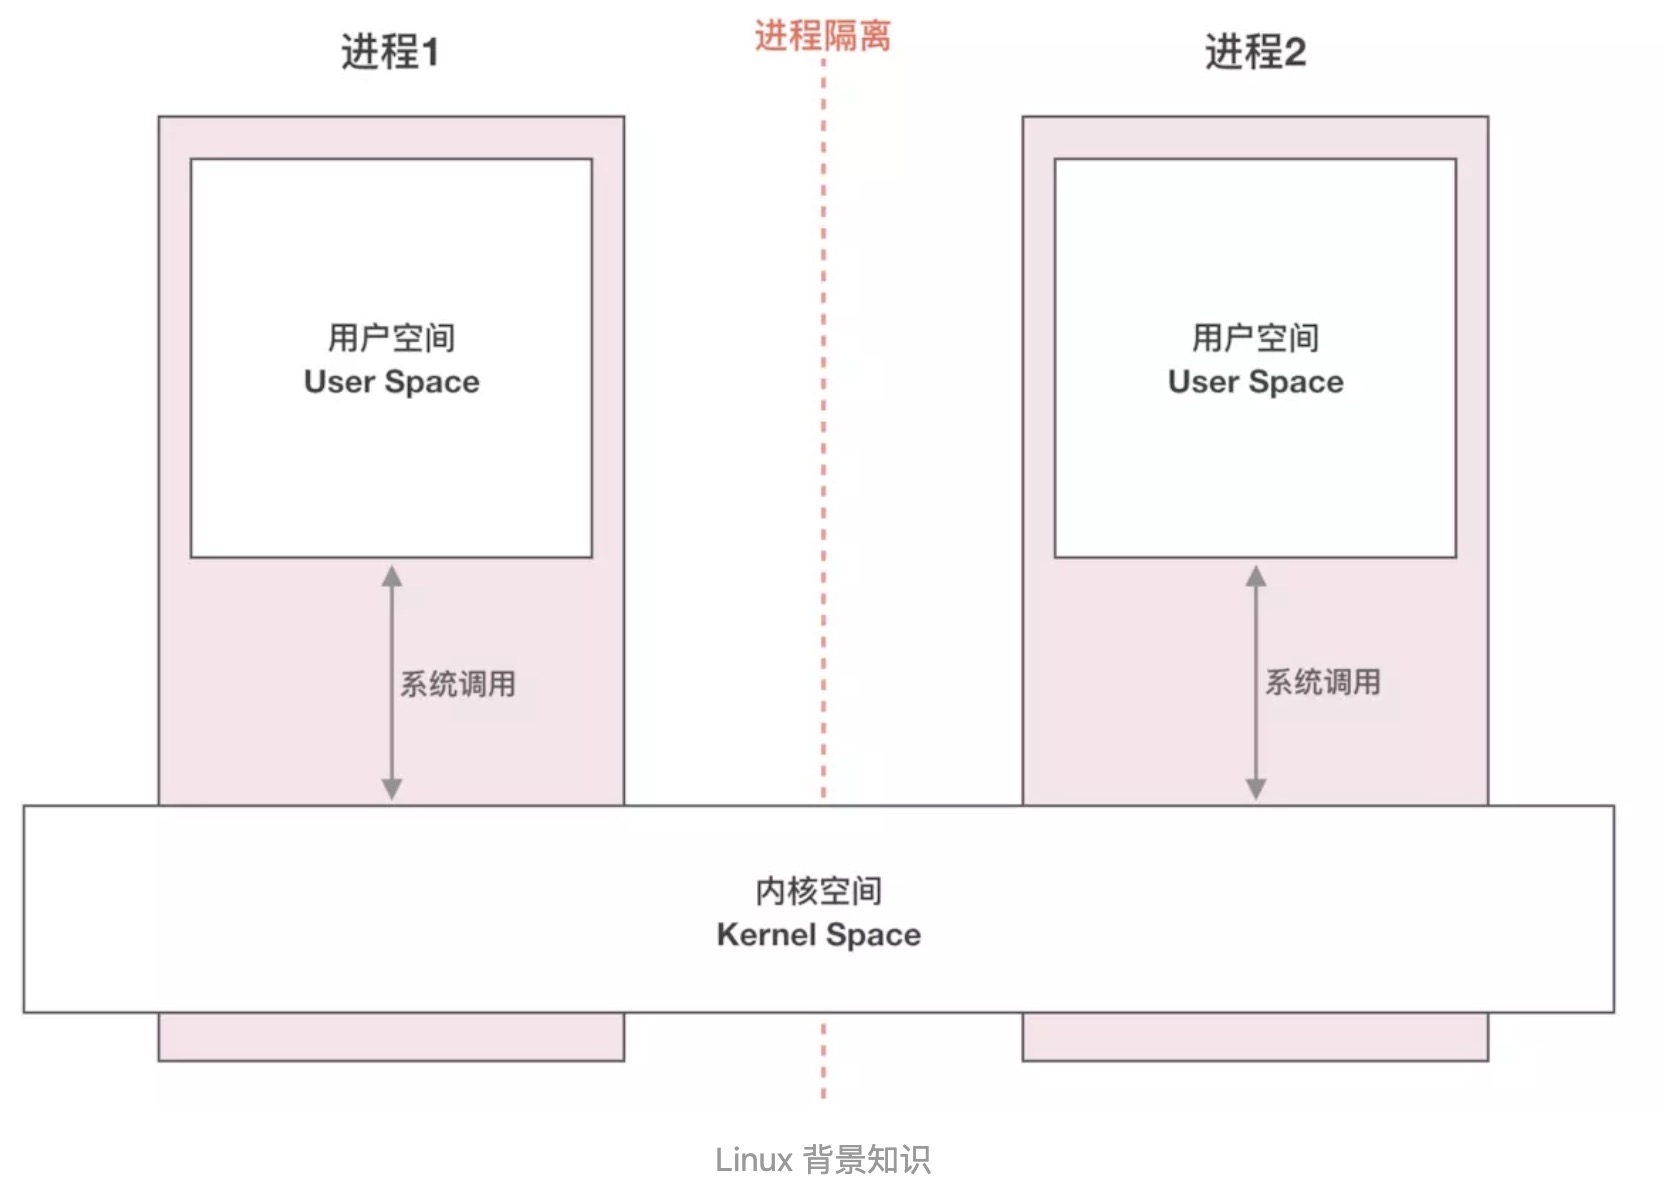 进程隔离
进程1
进程2
用户空间
User Space
用户空间
User Space
系统调用
系统调用
内核空间
Kernel Space
Linux 背景知识